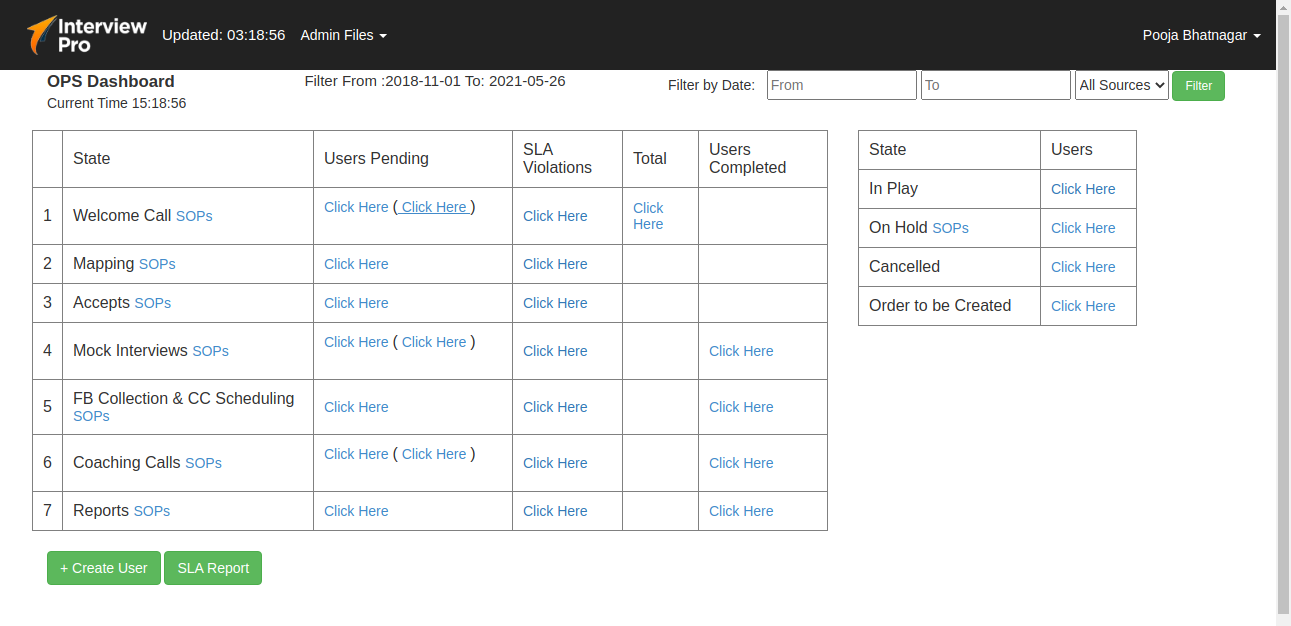 Interview
Pro
Updated: 03:18:56 Admin Files Pooja Bhatnagar
OPS Dashboard
Current Time 15:18:56
Filter From :2018-11-01 To: 2021-05-26
Filter by Date: From To All Sources Filter
State Users Pending SLA Violations Total Users Completed
1 Welcome Call SOPs Click Here ( Click Here ) Click Here Click Here
2 Mapping SOPs Click Here Click Here
3 Accepts SOPs Click Here Click Here
4 Mock Interviews SOPs Click Here ( Click Here ) Click Here Click Here
5 FB Collection & CC Scheduling SOPs Click Here Click Here Click Here
6 Coaching Calls SOPs Click Here ( Click Here ) Click Here Click Here
7 Reports SOPs Click Here Click Here Click Here
State Users
In Play Click Here
On Hold SOPs Click Here
Cancelled Click Here
Order to be Created Click Here
+ Create User SLA Report